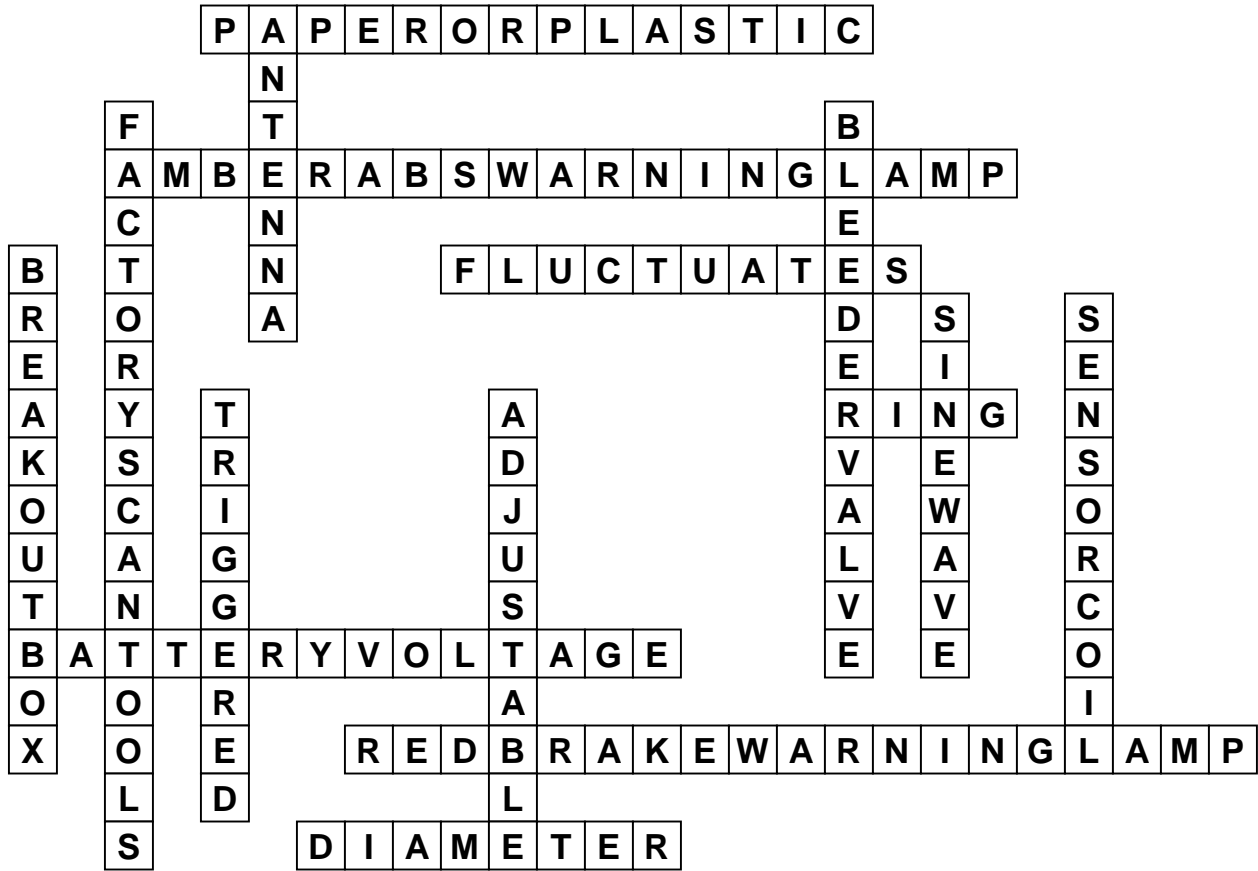 PAPERORPLASTIC
ANTENNA
FACTORYSCANTOOLS
BLEEDERVALVE
AMBERABSWARNINGLAMP
BREAKOUTBOX
FLUCTUATES
SINEWAVE
SENSORCOIL
TRIGGERED
ADJUSTABLE
RING
BATTERYVOLTAGE
REDBRAKEWARNINGLAMP
DIAMETER